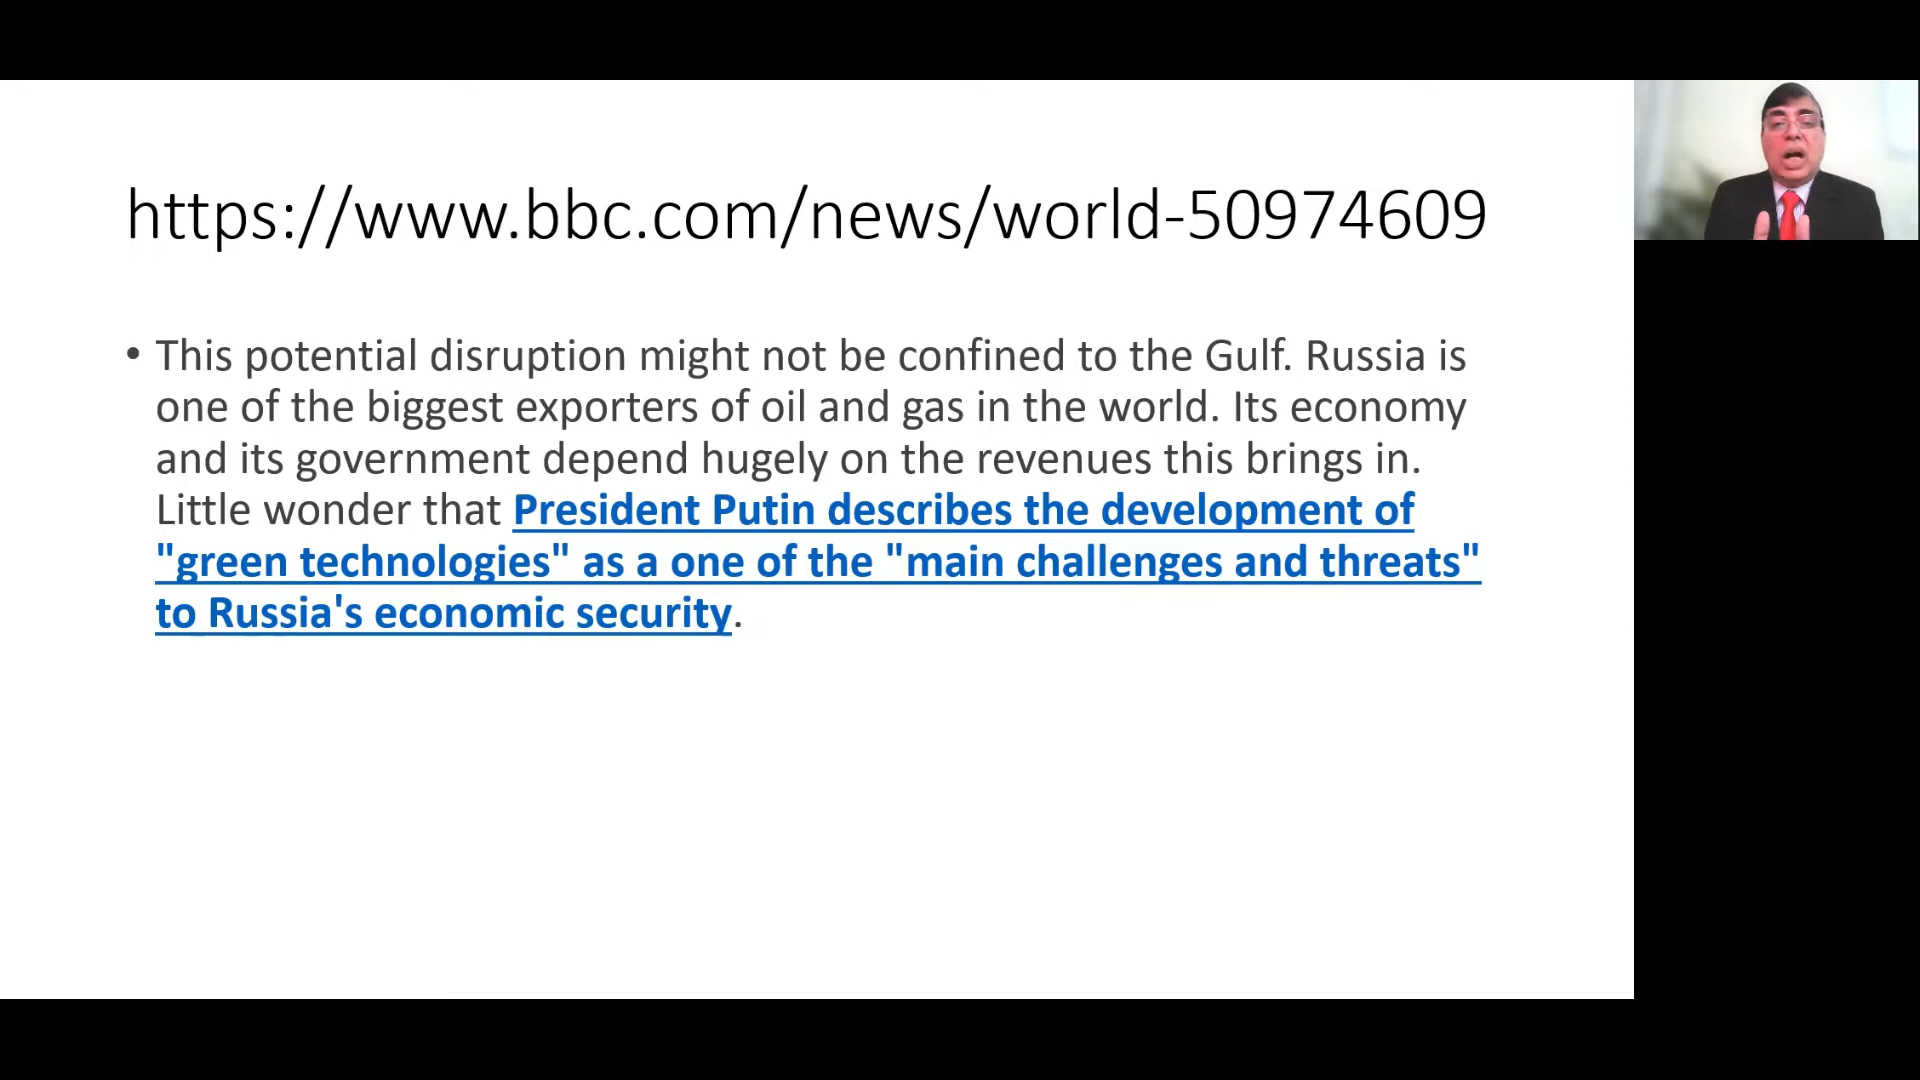 https://www.bbc.com/news/world-50974609
• This potential disruption might not be confined to the Gulf. Russia is
one of the biggest exporters of oil and gas in the world. Its economy
and its government depend hugely on the revenues this brings in.
Little wonder that President Putin describes the development of
"green technologies" as a one of the "main challenges and threats"
to Russia's economic security.